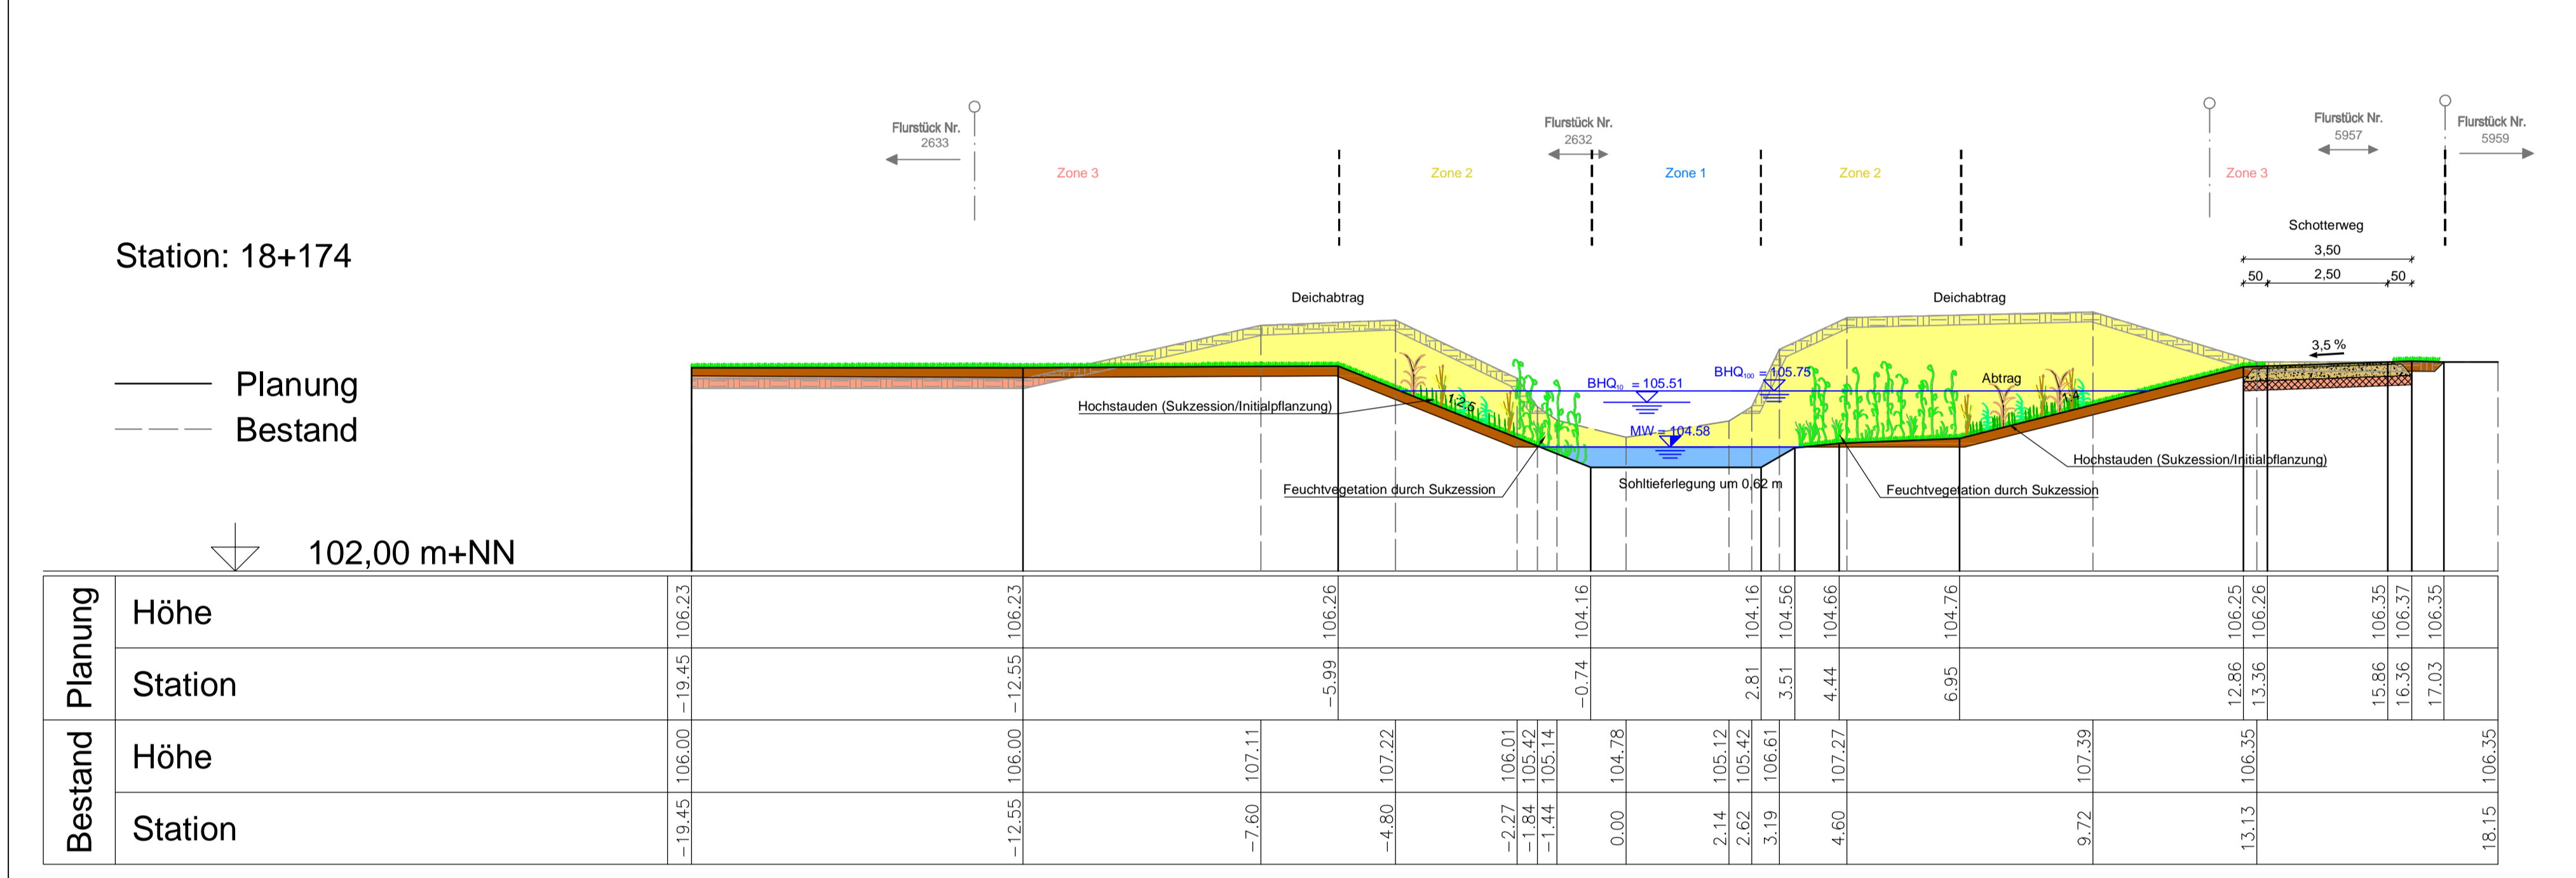 Flurstück Nr.
2633
Flurstück Nr.
2632
Flurstück Nr.
5957
Flurstück Nr.
5959
Zone 3
Zone 2
Zone 1
Zone 2
Zone 3
Station: 18+174
Schotterweg
3,50
50 2,50 50
Deichabtrag
Deichabtrag
3,5 %
Planung
Bestand
BHQ10 = 105.51
BHQ100 = 105.75
Abtrag
1:2.5
1:4
Hochstauden (Sukzession/Initialpflanzung)
MW = 104.58
Hochstauden (Sukzession/Initialpflanzung)
Feuchtvegetation durch Sukzession
Sohltieferlegung um 0,62 m
Feuchtvegetation durch Sukzession
102,00 m+NN
Planung
Höhe 106.23 106.23 106.26 104.16 104.16 104.56 104.66 104.76 106.25 106.26 106.35 106.37 106.35
Station −19.45 −12.55 −5.99 −0.74 2.81 3.51 4.44 6.95 12.86 13.36 15.86 16.36 17.03
Bestand
Höhe 106.00 106.00 107.11 107.22 106.01 105.42 105.14 104.78 105.12 105.42 106.61 107.27 107.39 106.35 106.35
Station −19.45 −12.55 −7.60 −4.80 −2.27 −1.84 −1.44 0.00 2.14 2.62 3.19 4.60 9.72 13.13 18.15